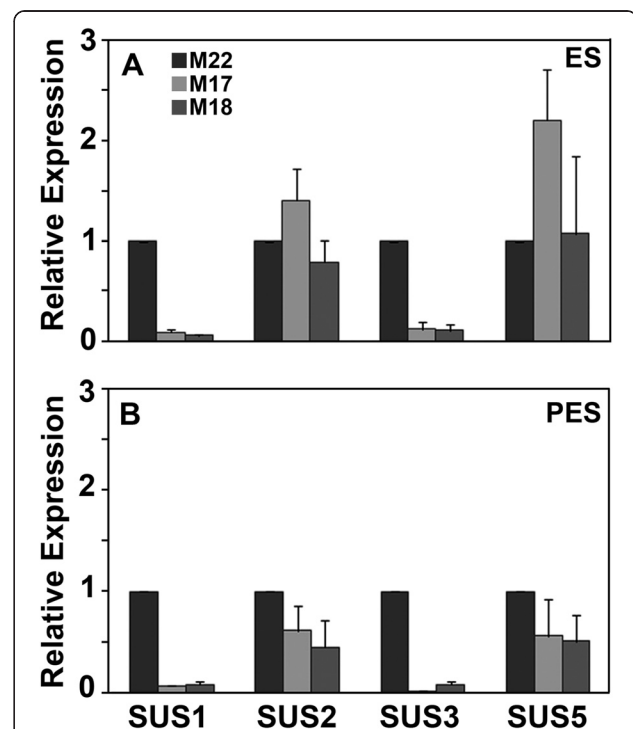 3
A
M22
M17
M18
ES
2
1
0
Relative Expression
3
B
PES
2
1
0
Relative Expression
SUS1 SUS2 SUS3 SUS5